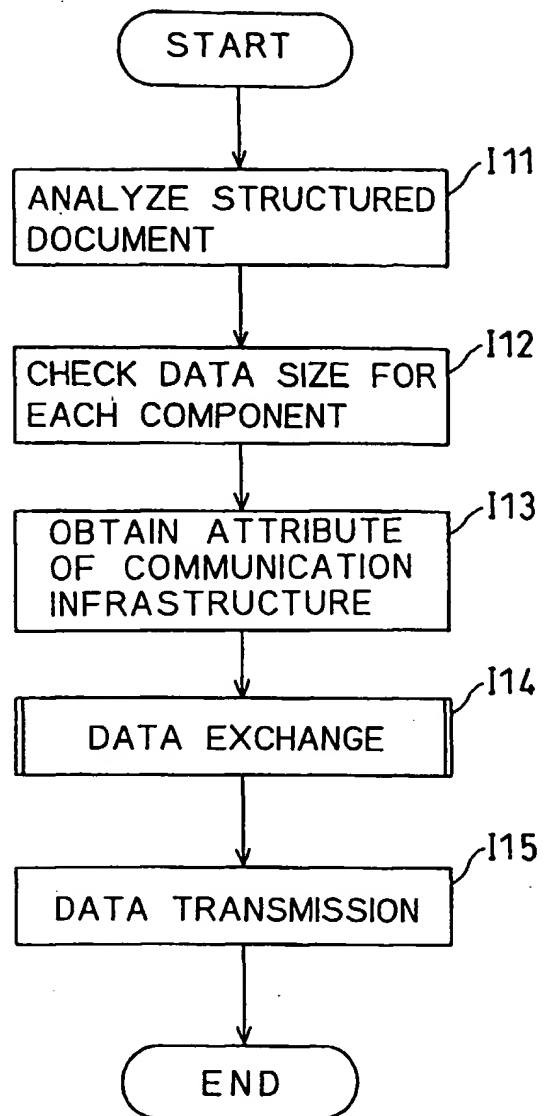 START
I11
ANALYZE STRUCTURED
DOCUMENT
I12
CHECK DATA SIZE FOR
EACH COMPONENT
I13
OBTAIN ATTRIBUTE
OF COMMUNICATION
INFRASTRUCTURE
I14
DATA EXCHANGE
I15
DATA TRANSMISSION
END